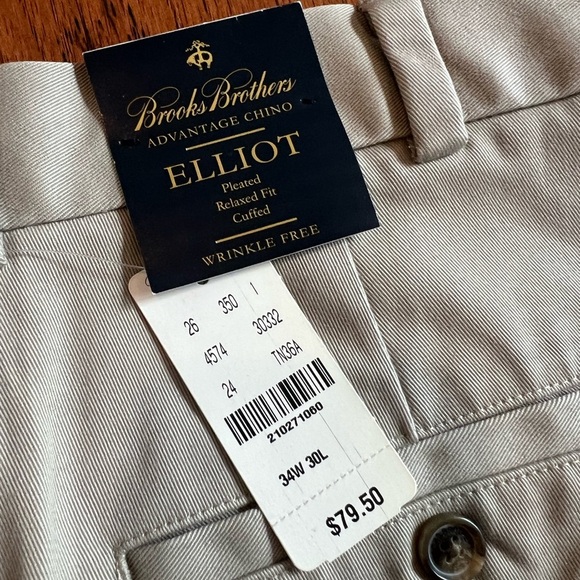 Brooks Brothers
ADVANTAGE CHINO
ELLIOT
Pleated
Relaxed Fit
Cuffed
WRINKLE FREE
26 350 1
4574 30332
24 TN36A
210271060
34W 30L
$79.50